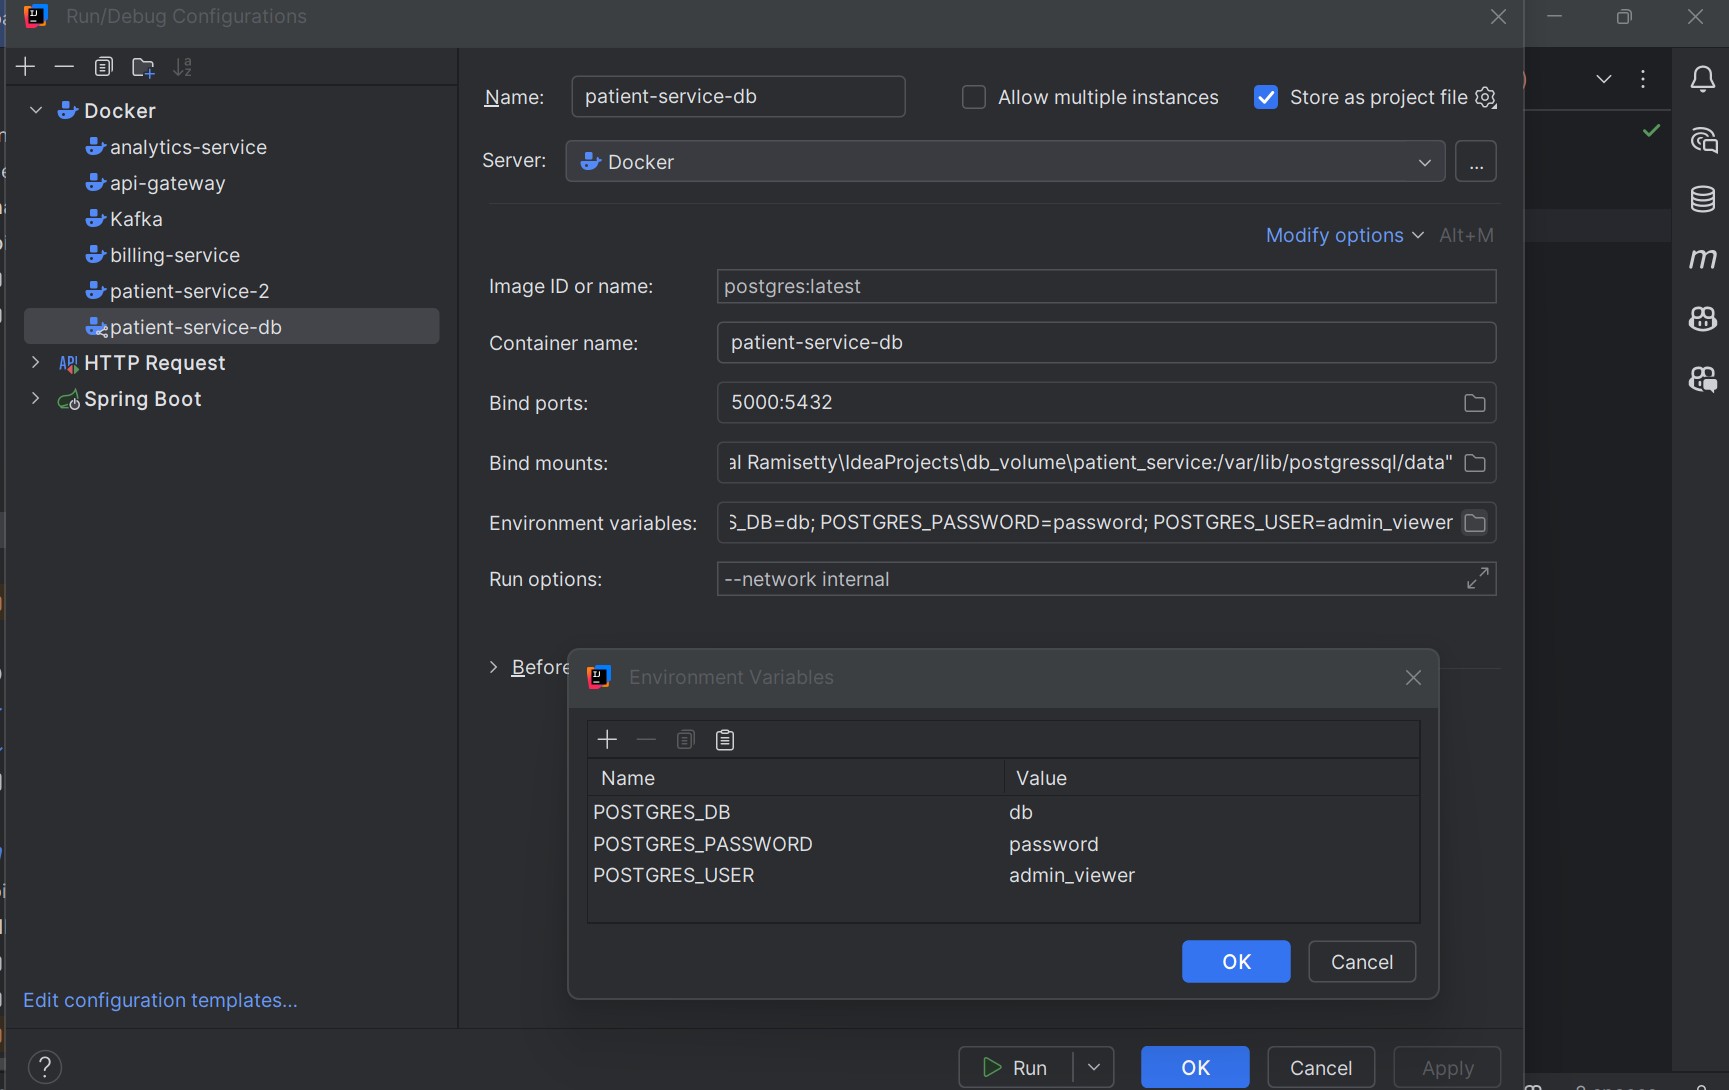 Run/Debug Configurations
Docker
analytics-service
api-gateway
Kafka
billing-service
patient-service-2
patient-service-db
HTTP Request
Spring Boot
Edit configuration templates...
Name: patient-service-db Allow multiple instances Store as project file
Server: Docker ...
Modify options Alt+M
Image ID or name: postgres:latest
Container name: patient-service-db
Bind ports: 5000:5432
Bind mounts: al Ramisetty\IdeaProjects\db_volume\patient_service:/var/lib/postgressql/data"
Environment variables: S_DB=db; POSTGRES_PASSWORD=password; POSTGRES_USER=admin_viewer
Run options: --network internal
Before
Environment Variables
Name Value
POSTGRES_DB db
POSTGRES_PASSWORD password
POSTGRES_USER admin_viewer
OK Cancel
? Run OK Cancel Apply